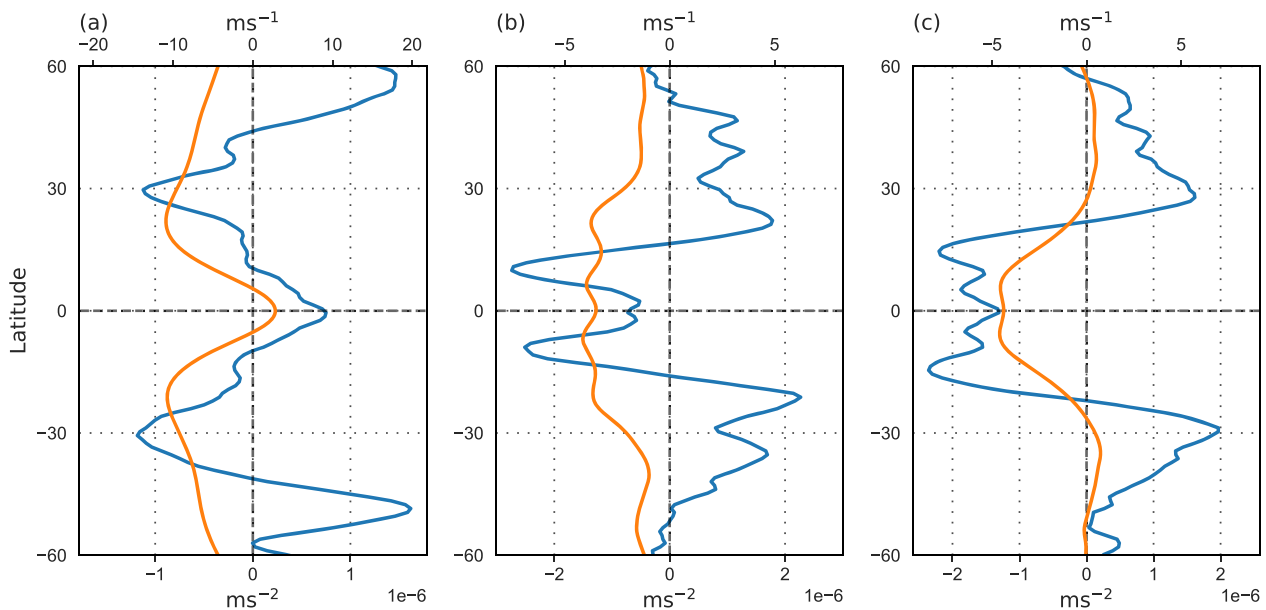 (a) ms⁻¹ (b) ms⁻¹ (c) ms⁻¹
−20 −10 0 10 20 −5 0 5 −5 0 5
60 60 60
30 30 30
Latitude
0 0 0
−30 −30 −30
−60 −60 −60
−1 0 1 −2 0 2 −2 −1 0 1 2
ms⁻² 1e−6 ms⁻² 1e−6 ms⁻² 1e−6